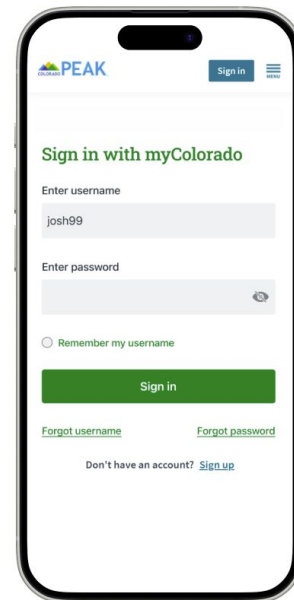 COLORADO PEAK
Sign in
MENU
Sign in with myColorado
Enter username
josh99
Enter password
Remember my username
Sign in
Forgot username Forgot password
Don't have an account? Sign up